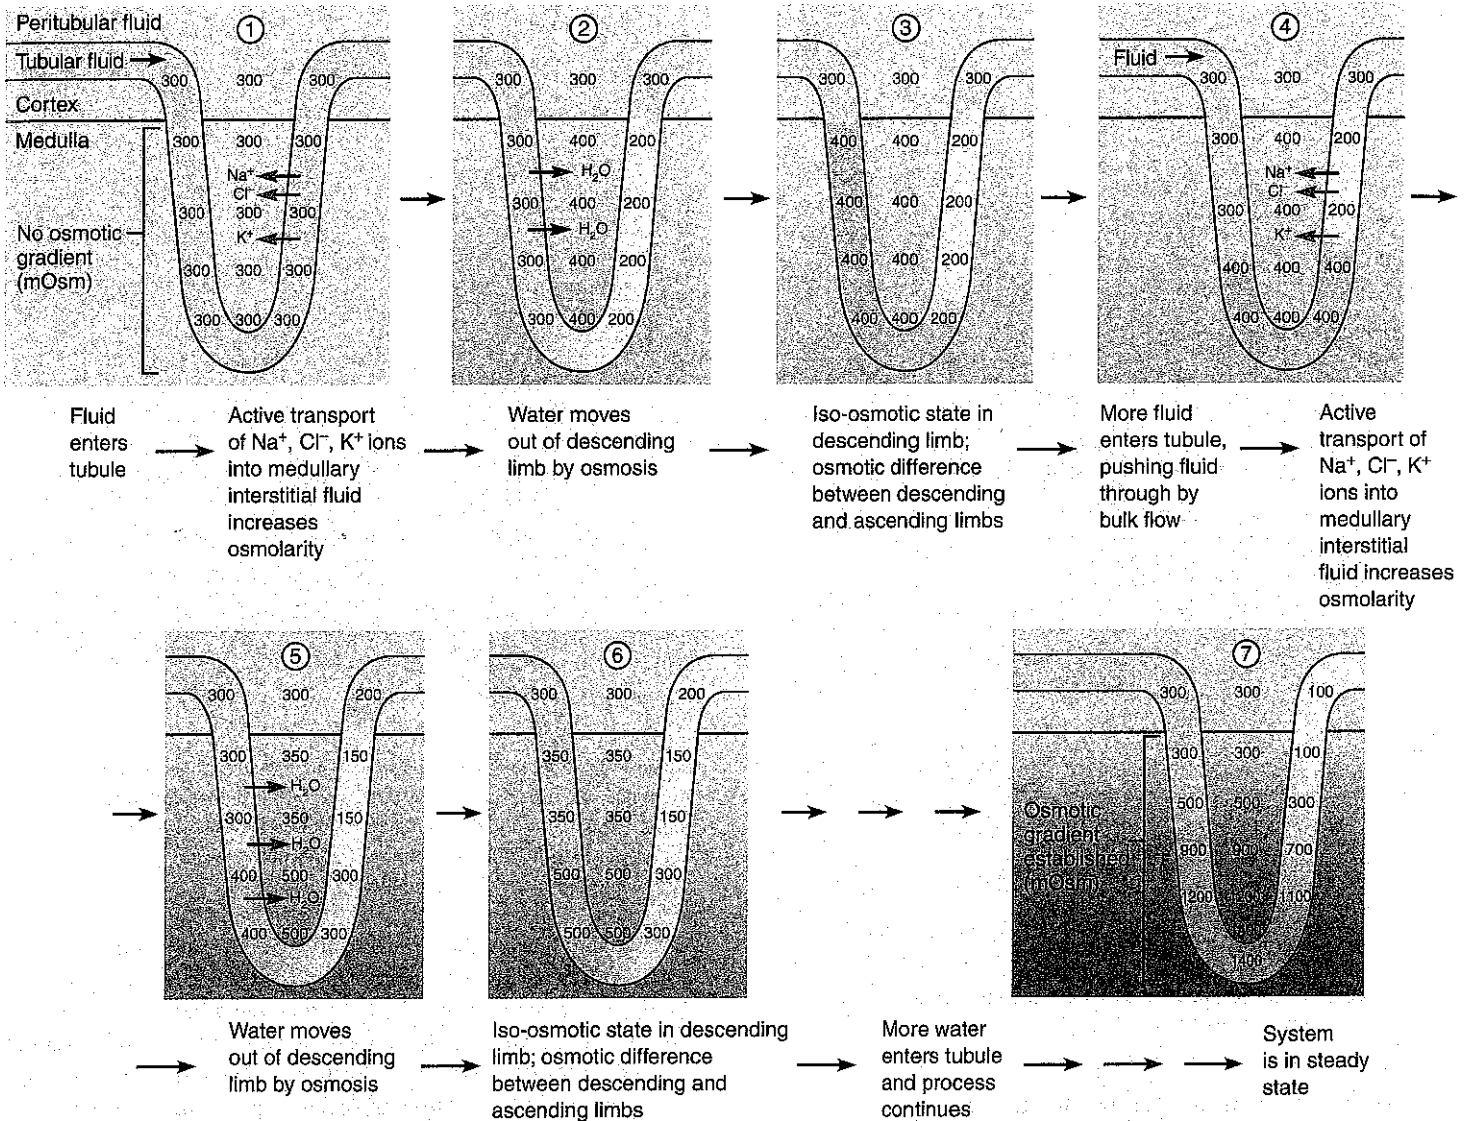 Peritubular fluid
Tubular fluid
Cortex
Medulla
No osmotic
gradient
(mOsm)
1
300 300 300
300 300 300
Na+
Cl−
300 300 300
K+
300 300 300
300 300 300
2
300 300 300
300 400 200
H2O
300 400 200
H2O
300 400 200
300 400 200
3
300 300 300
400 400 200
400 400 200
400 400 200
400 400 200
4
Fluid
300 300 300
300 400 200
Na+
Cl−
300 400 200
K+
400 400 400
400 400 400
Fluid
enters
tubule
Active transport
of Na+, Cl−, K+ ions
into medullary
interstitial fluid
increases
osmolarity
Water moves
out of descending
limb by osmosis
Iso-osmotic state in
descending limb;
osmotic difference
between descending
and ascending limbs
More fluid
enters tubule,
pushing fluid
through by
bulk flow
Active
transport of
Na+, Cl−, K+
ions into
medullary
interstitial
fluid increases
osmolarity
5
300 300 200
300 350 150
H2O
300 350 150
H2O
400 500 300
H2O
400 500 300
6
300 300 200
350 350 150
350 350 150
500 500 300
500 500 300
7
300 300 100
300 300 100
500 500 300
900 900 700
1200 1200 1100
1400
Osmotic
gradient
established
(mOsm)
Water moves
out of descending
limb by osmosis
Iso-osmotic state in descending
limb; osmotic difference
between descending and
ascending limbs
More water
enters tubule
and process
continues
System
is in steady
state